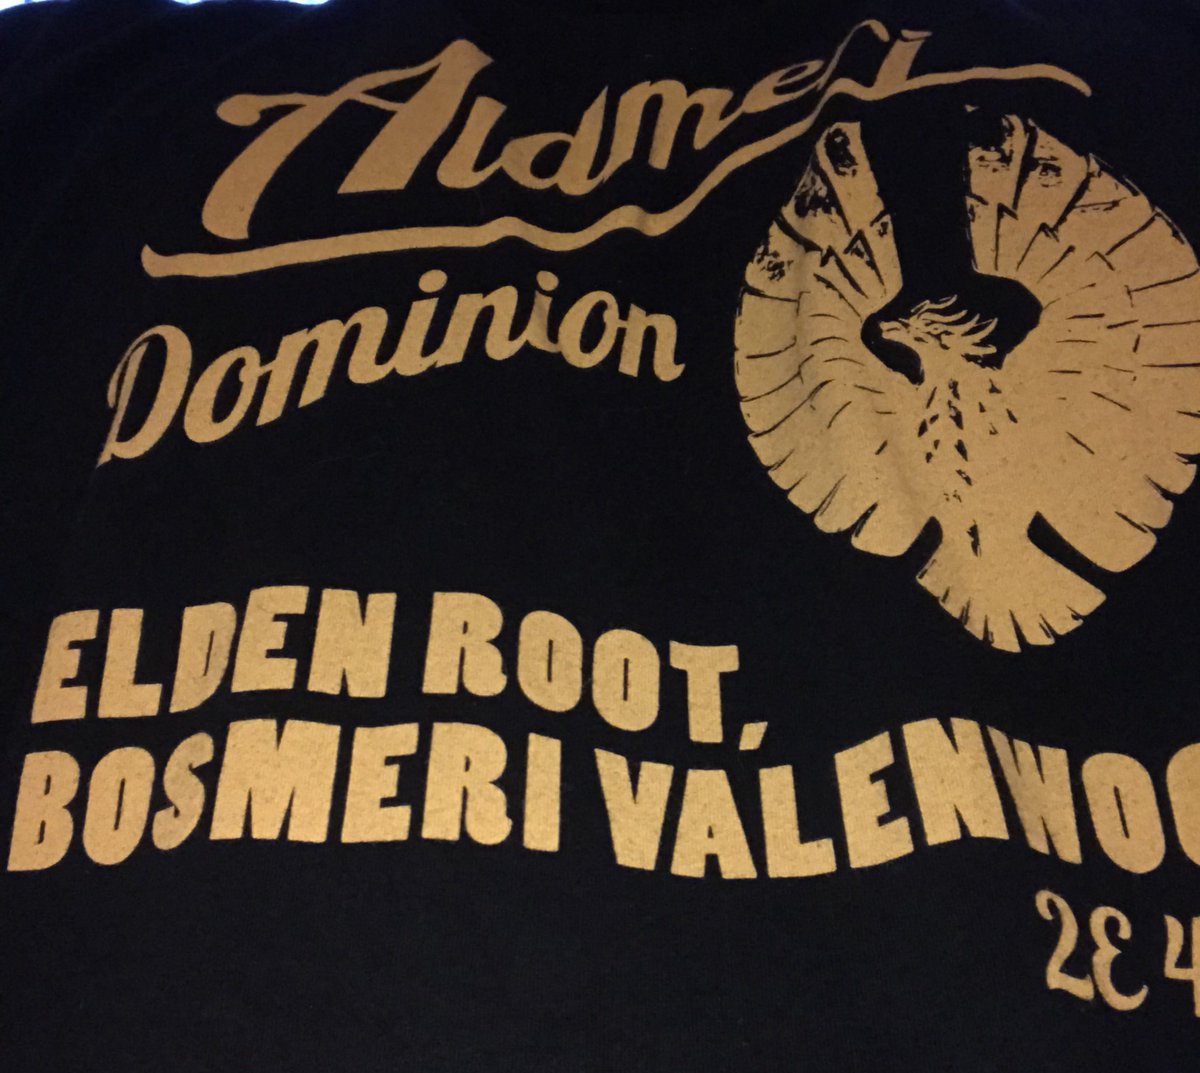 Aldmeri
Dominion
ELDEN ROOT,
BOSMERI VALENWOO
2E 4